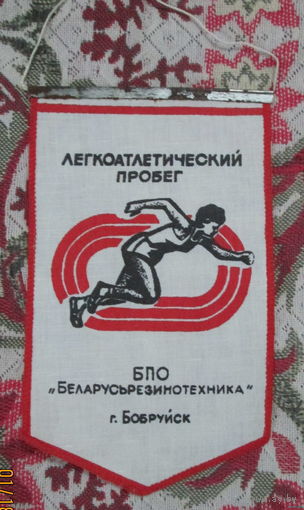 ЛЕГКОАТЛЕТИЧЕСКИЙ
ПРОБЕГ
БПО
„БЕЛАРУСЬРЕЗИНОТЕХНИКА"
г. БОБРУЙСК